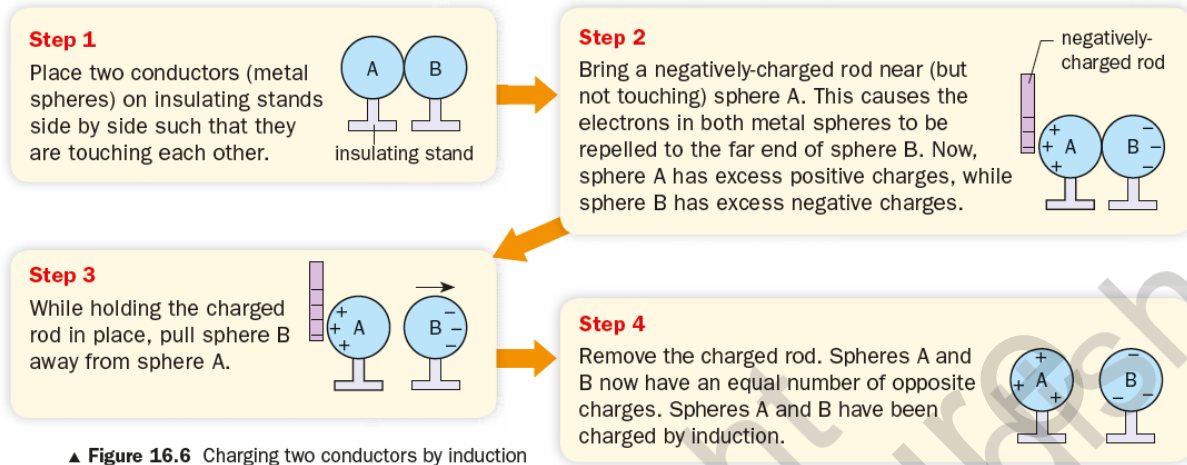 Step 1
Place two conductors (metal
spheres) on insulating stands
side by side such that they
are touching each other.
A B
insulating stand
Step 2
Bring a negatively-charged rod near (but
not touching) sphere A. This causes the
electrons in both metal spheres to be
repelled to the far end of sphere B. Now,
sphere A has excess positive charges, while
sphere B has excess negative charges.
negatively-
charged rod
+ + + A B − − −
Step 3
While holding the charged
rod in place, pull sphere B
away from sphere A.
+ + + A B − − −
Step 4
Remove the charged rod. Spheres A and
B now have an equal number of opposite
charges. Spheres A and B have been
charged by induction.
+ + + A B − − −
▲ Figure 16.6 Charging two conductors by induction